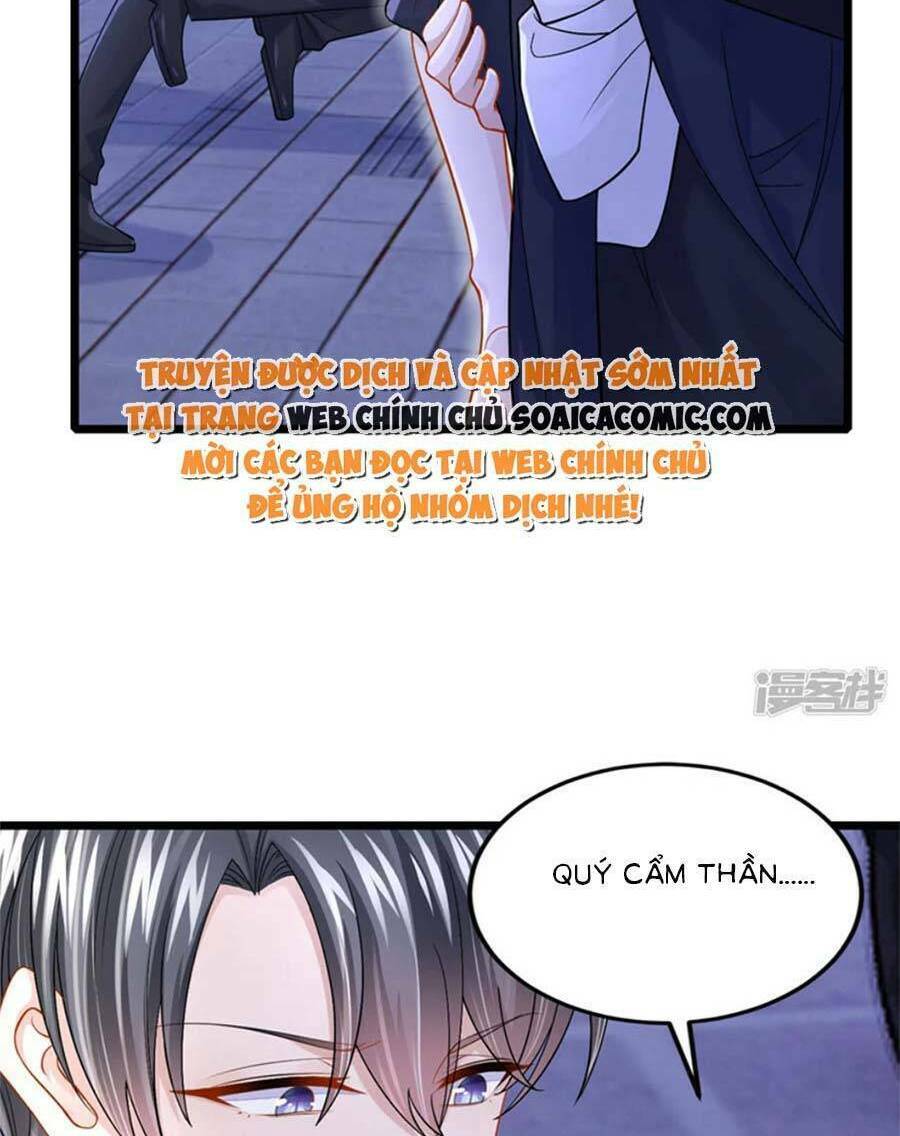 TRUYỆN ĐƯỢC DỊCH VÀ CẬP NHẬT SỚM NHẤT
TẠI TRANG WEB CHÍNH CHỦ SOAICACOMIC.COM
MỜI CÁC BẠN ĐỌC TẠI WEB CHÍNH CHỦ
ĐỂ ỦNG HỘ NHÓM DỊCH NHÉ!
漫客栈
QUÝ CẨM THẦN......